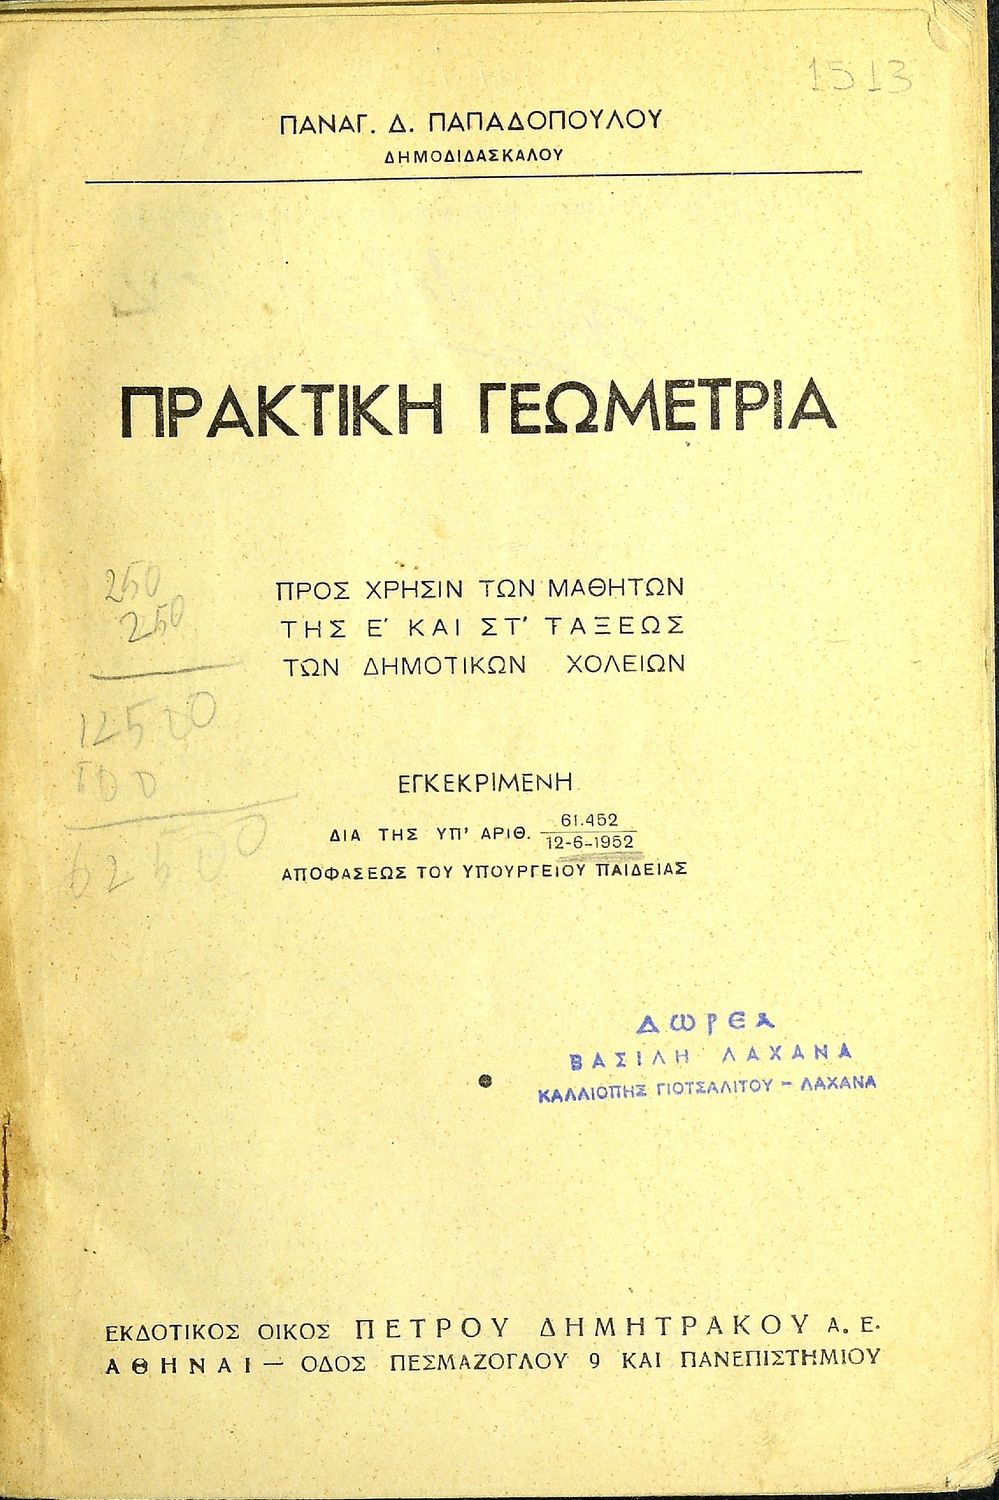 1513
ΠΑΝΑΓ. Δ. ΠΑΠΑΔΟΠΟΥΛΟΥ
ΔΗΜΟΔΙΔΑΣΚΑΛΟΥ
ΠΡΑΚΤΙΚΗ ΓΕΩΜΕΤΡΙΑ
250
250
12500
500
62500
ΠΡΟΣ ΧΡΗΣΙΝ ΤΩΝ ΜΑΘΗΤΩΝ
ΤΗΣ Ε' ΚΑΙ ΣΤ' ΤΑΞΕΩΣ
ΤΩΝ ΔΗΜΟΤΙΚΩΝ ΧΟΛΕΙΩΝ
ΕΓΚΕΚΡΙΜΕΝΗ
ΔΙΑ ΤΗΣ ΥΠ' ΑΡΙΘ. 61.452
12-6-1952
ΑΠΟΦΑΣΕΩΣ ΤΟΥ ΥΠΟΥΡΓΕΙΟΥ ΠΑΙΔΕΙΑΣ
ΔΩΡΕΑ
ΒΑΣΙΛΗ ΛΑΧΑΝΑ
ΚΑΛΛΙΟΠΗΣ ΓΙΟΤΣΑΛΙΤΟΥ - ΛΑΧΑΝΑ
ΕΚΔΟΤΙΚΟΣ ΟΙΚΟΣ ΠΕΤΡΟΥ ΔΗΜΗΤΡΑΚΟΥ Α. Ε.
ΑΘΗΝΑΙ — ΟΔΟΣ ΠΕΣΜΑΖΟΓΛΟΥ 9 ΚΑΙ ΠΑΝΕΠΙΣΤΗΜΙΟΥ